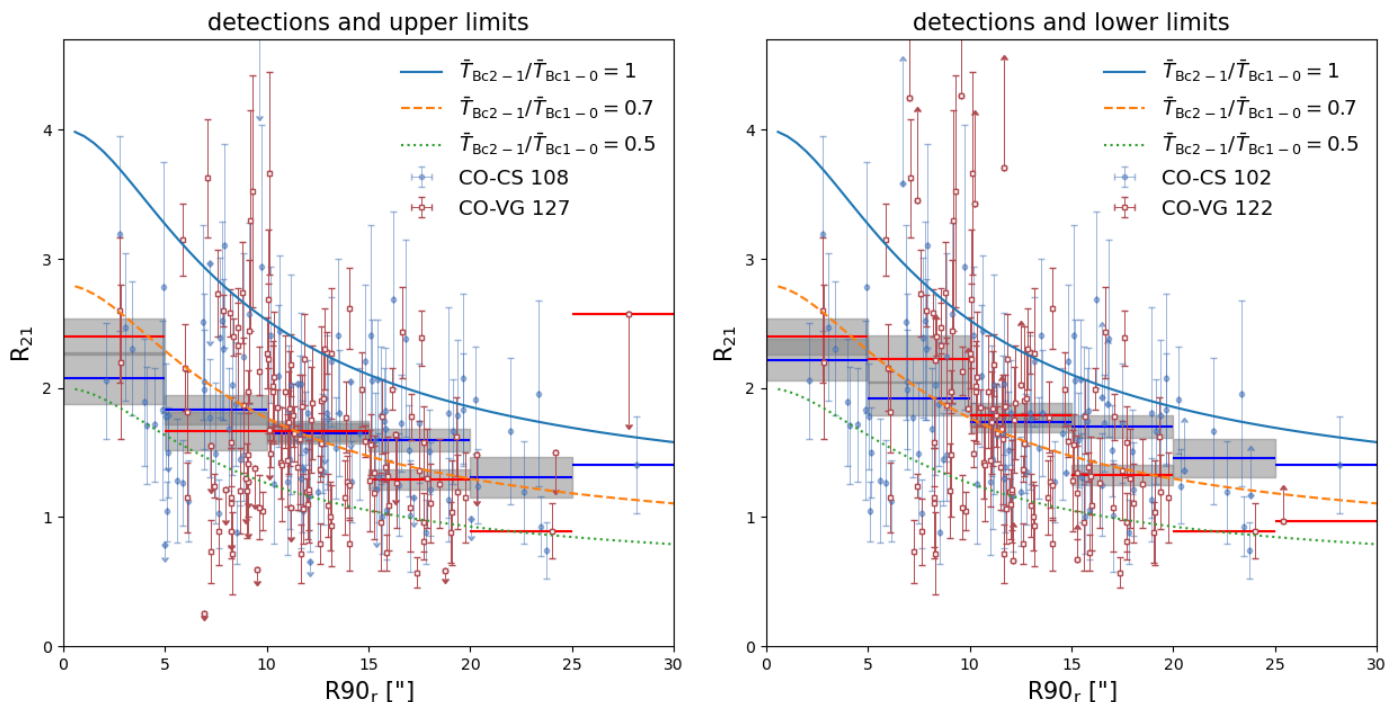 detections and upper limits
T̄Bc2−1/T̄Bc1−0 = 1
T̄Bc2−1/T̄Bc1−0 = 0.7
T̄Bc2−1/T̄Bc1−0 = 0.5
CO-CS 108
CO-VG 127
R21
4
3
2
1
0
0 5 10 15 20 25 30
R90r ["]
detections and lower limits
T̄Bc2−1/T̄Bc1−0 = 1
T̄Bc2−1/T̄Bc1−0 = 0.7
T̄Bc2−1/T̄Bc1−0 = 0.5
CO-CS 102
CO-VG 122
R21
4
3
2
1
0
0 5 10 15 20 25 30
R90r ["]